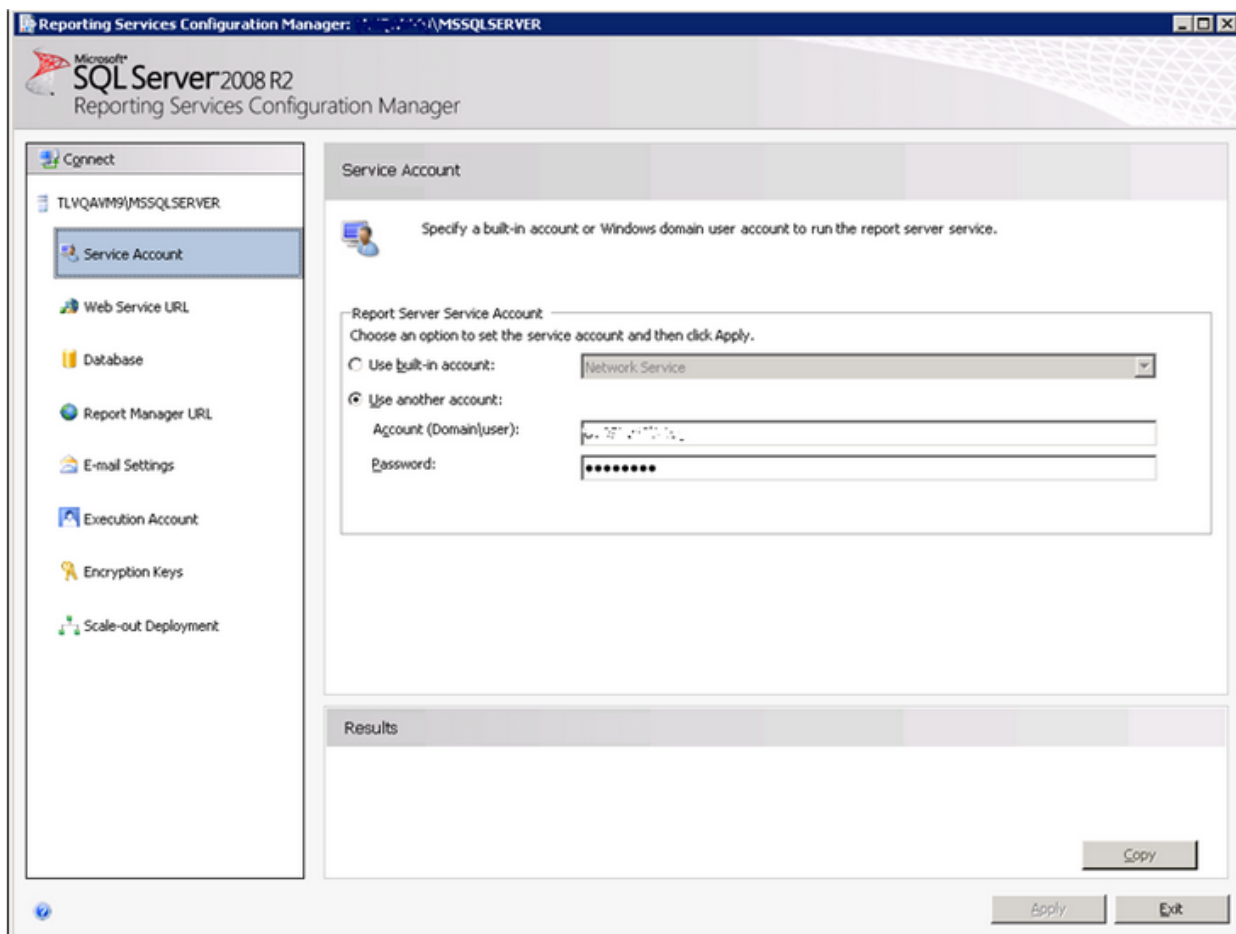 Reporting Services Configuration Manager: \MSSQLSERVER
Microsoft®
SQL Server 2008 R2
Reporting Services Configuration Manager
Connect
TLVQAVM9\MSSQLSERVER
Service Account
Web Service URL
Database
Report Manager URL
E-mail Settings
Execution Account
Encryption Keys
Scale-out Deployment
Service Account
Specify a built-in account or Windows domain user account to run the report server service.
Report Server Service Account
Choose an option to set the service account and then click Apply.
Use built-in account:
Network Service
Use another account:
Account (Domain\user):
Password:
●●●●●●●●
Results
Copy
Apply
Exit